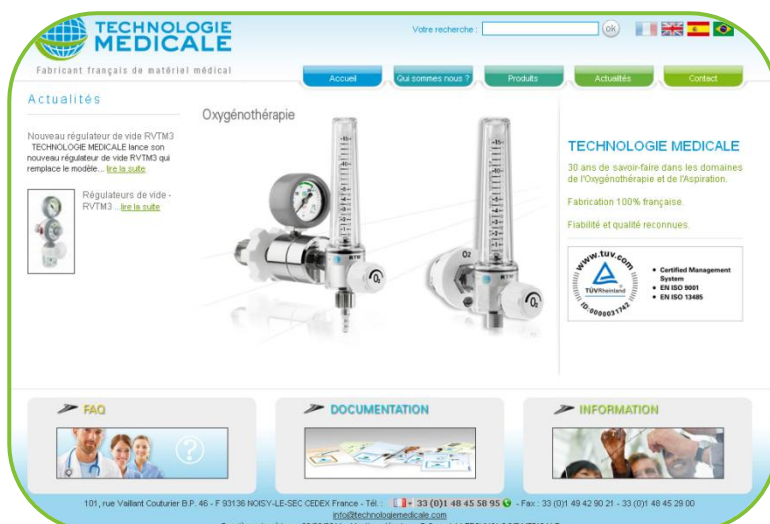 TECHNOLOGIE
MEDICALE
Fabricant français de matériel médical
Votre recherche :
ok
Accueil
Qui sommes nous ?
Produits
Actualités
Contact
Actualités
Nouveau régulateur de vide RVTM3
TECHNOLOGIE MEDICALE lance son
nouveau régulateur de vide RVTM3 qui
remplace le modèle... lire la suite
Régulateurs de vide -
RVTM3 ...lire la suite
Oxygénothérapie
TECHNOLOGIE MEDICALE
30 ans de savoir-faire dans les domaines
de l'Oxygénothérapie et de l'Aspiration.
Fabrication 100% française.
Fiabilité et qualité reconnues.
www.tuv.com
TÜVRheinland
ID:0000031742
• Certified Management
System
• EN ISO 9001
• EN ISO 13485
FAQ
DOCUMENTATION
INFORMATION
101, rue Vaillant Couturier B.P. 46 - F 93136 NOISY-LE-SEC CEDEX France - Tél. : 33 (0)1 48 45 58 95 - Fax : 33 (0)1 49 42 90 21 - 33 (0)1 48 45 29 00
info@technologiemedicale.com